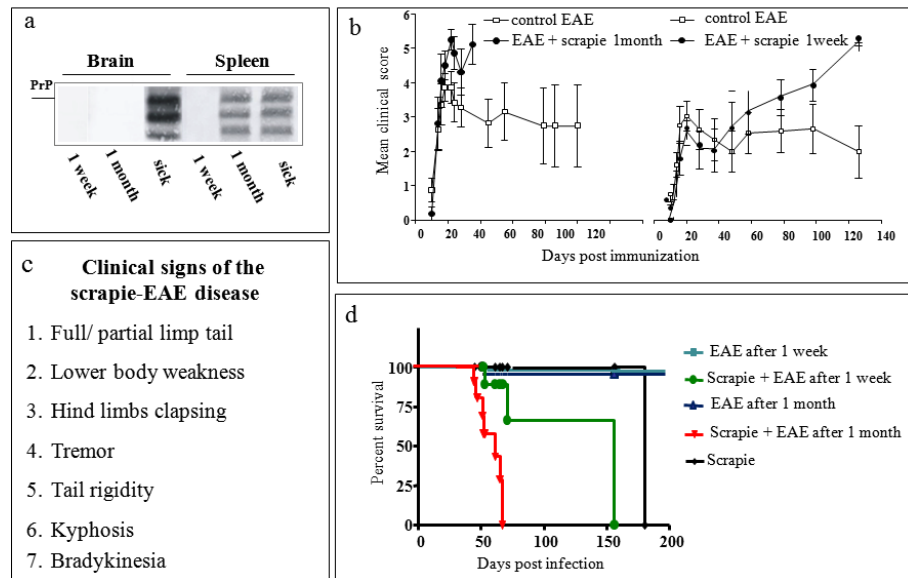 a
Brain Spleen
PrP
1 week 1 month sick 1 week 1 month sick
b
control EAE
EAE + scrapie 1month
control EAE
EAE + scrapie 1week
Mean clinical score
6
5
4
3
2
1
0
0 20 40 60 80 100 120
0 20 40 60 80 100 120 140
Days post immunization
c
Clinical signs of the
scrapie-EAE disease
1. Full/ partial limp tail
2. Lower body weakness
3. Hind limbs clapsing
4. Tremor
5. Tail rigidity
6. Kyphosis
7. Bradykinesia
d
Percent survival
100
75
50
25
0
0 50 100 150 200
Days post infection
EAE after 1 week
Scrapie + EAE after 1 week
EAE after 1 month
Scrapie + EAE after 1 month
Scrapie